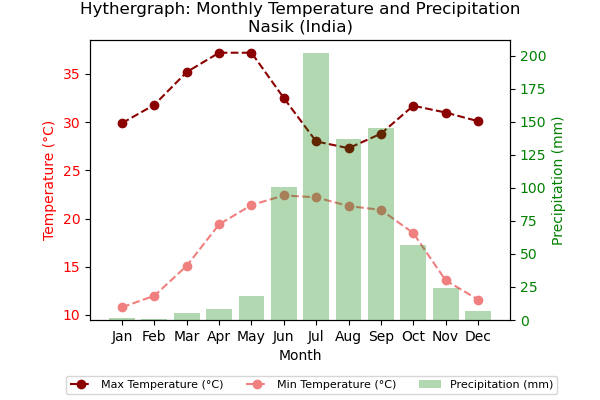 Hythergraph: Monthly Temperature and Precipitation
Nasik (India)
Temperature (°C)
35
30
25
20
15
10
Precipitation (mm)
200
175
150
125
100
75
50
25
0
Jan Feb Mar Apr May Jun Jul Aug Sep Oct Nov Dec
Month
Max Temperature (°C) Min Temperature (°C) Precipitation (mm)